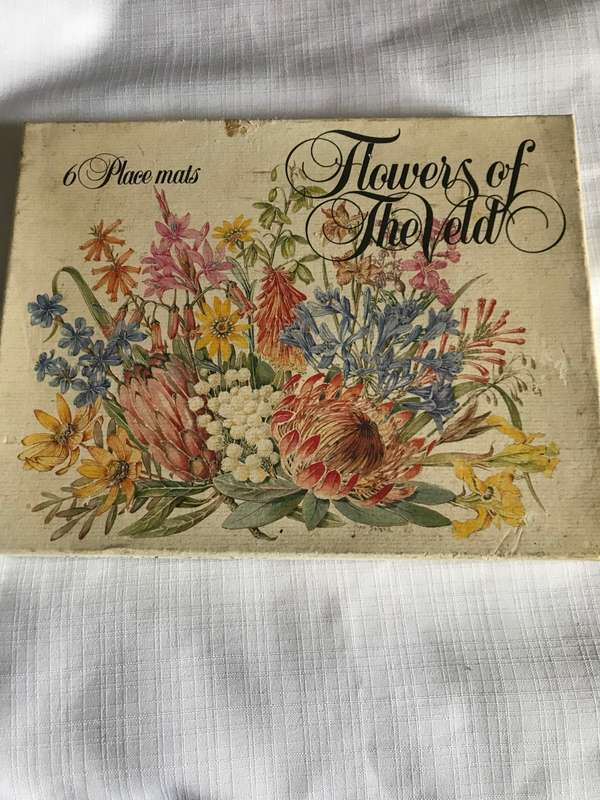 6 Place mats
Flowers of
The Veld